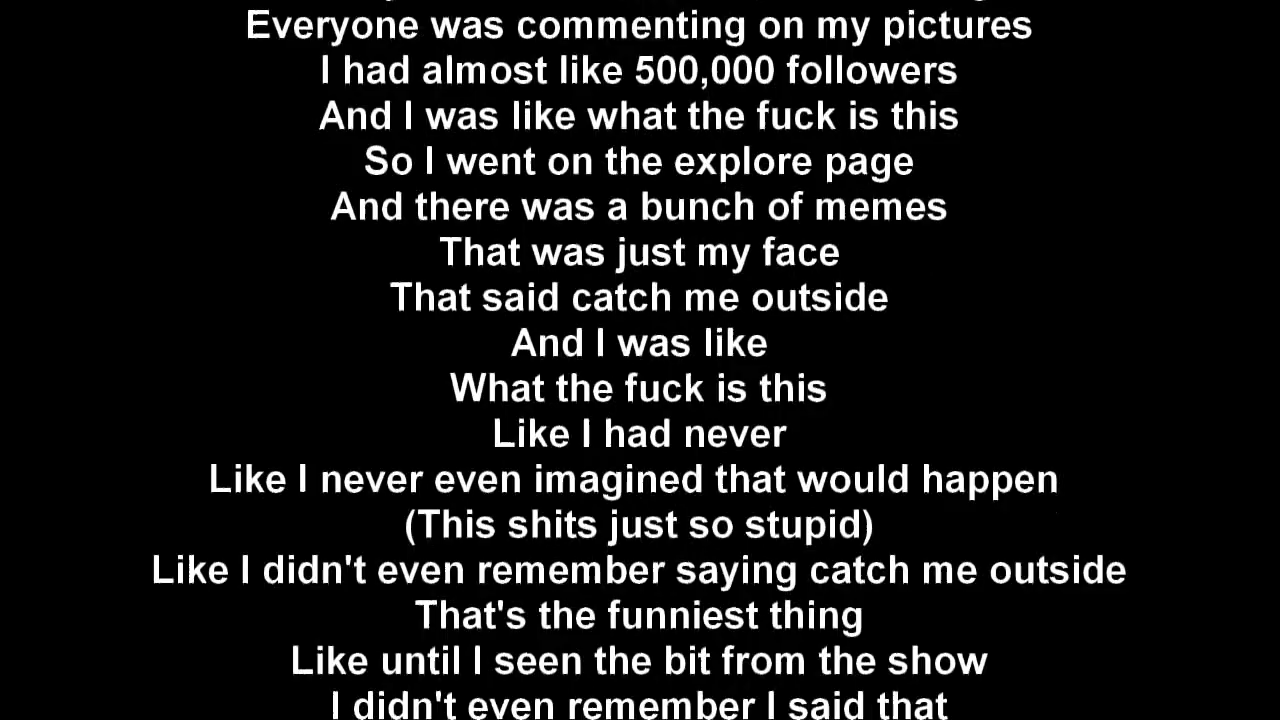 Everyone was commenting on my pictures
I had almost like 500,000 followers
And I was like what the fuck is this
So I went on the explore page
And there was a bunch of memes
That was just my face
That said catch me outside
And I was like
What the fuck is this
Like I had never
Like I never even imagined that would happen
(This shits just so stupid)
Like I didn't even remember saying catch me outside
That's the funniest thing
Like until I seen the bit from the show
I didn't even remember I said that